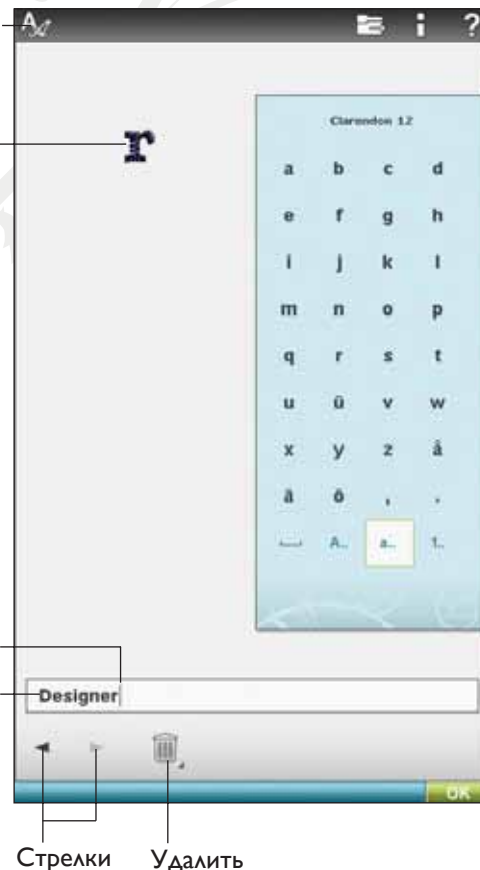 A
i ?
r
Clarendon 12
a b c d
e f g h
i j k l
m n o p
q r s t
u ü v w
x y z å
ä ö , .
A.. a.. 1..
Designer
OK
Стрелки Удалить